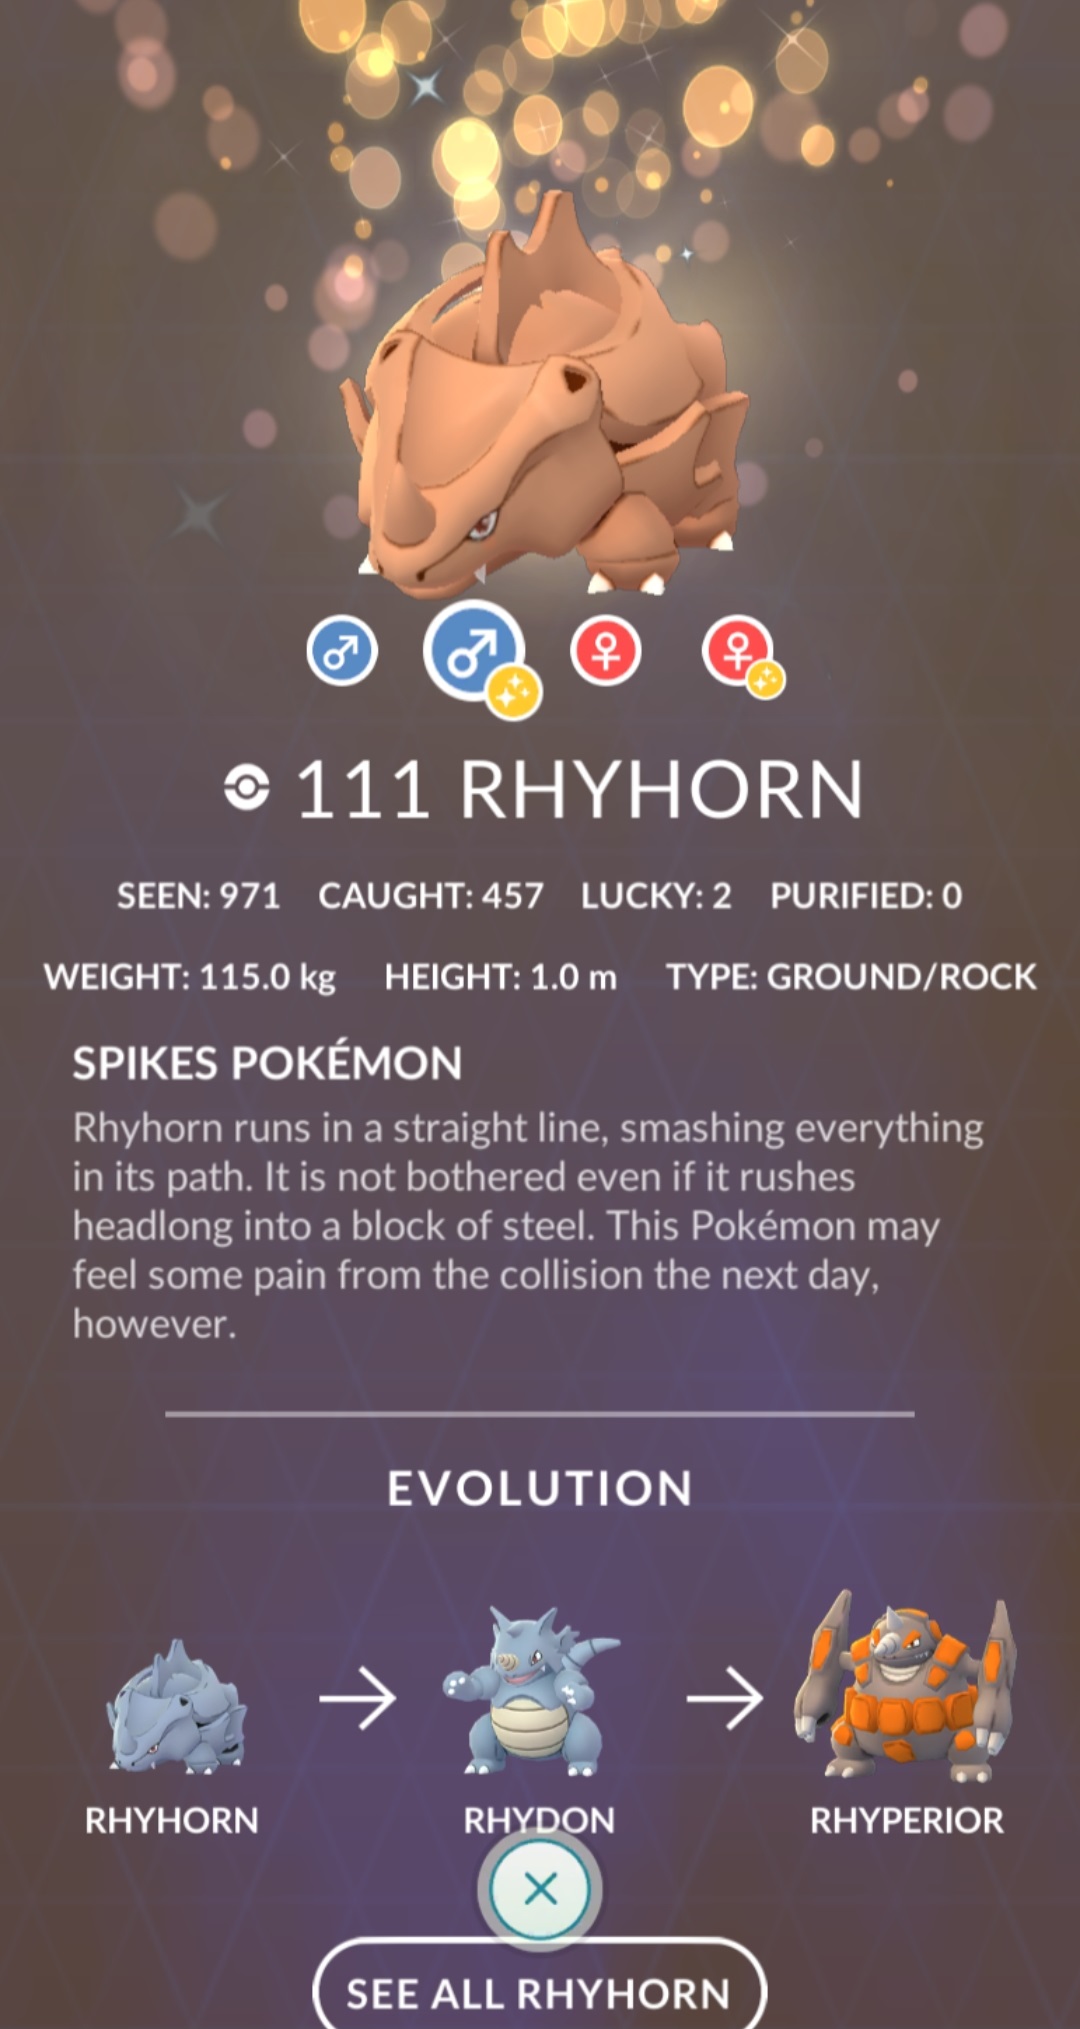 111 RHYHORN
SEEN: 971 CAUGHT: 457 LUCKY: 2 PURIFIED: 0
WEIGHT: 115.0 kg HEIGHT: 1.0 m TYPE: GROUND/ROCK
SPIKES POKÉMON
Rhyhorn runs in a straight line, smashing everything
in its path. It is not bothered even if it rushes
headlong into a block of steel. This Pokémon may
feel some pain from the collision the next day,
however.
EVOLUTION
RHYHORN RHYDON RHYPERIOR
SEE ALL RHYHORN